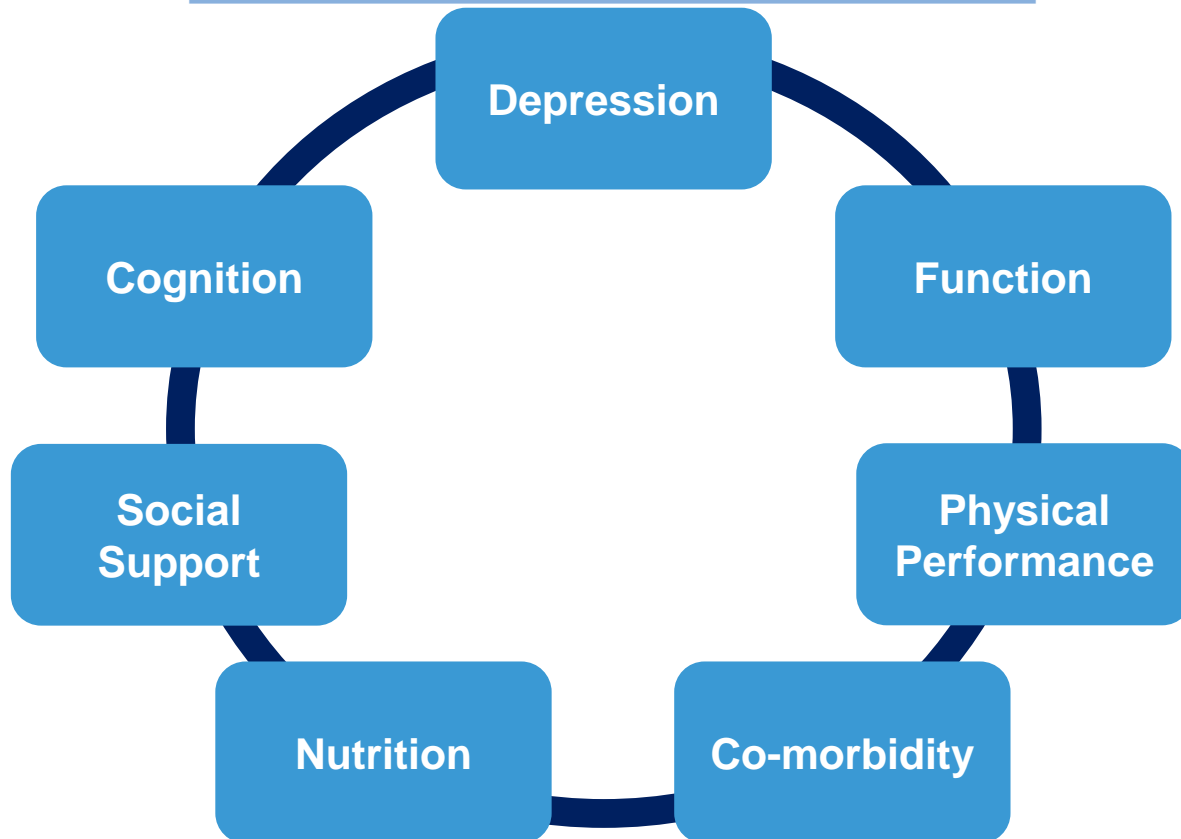 Depression
Function
Physical
Performance
Co-morbidity
Nutrition
Social
Support
Cognition